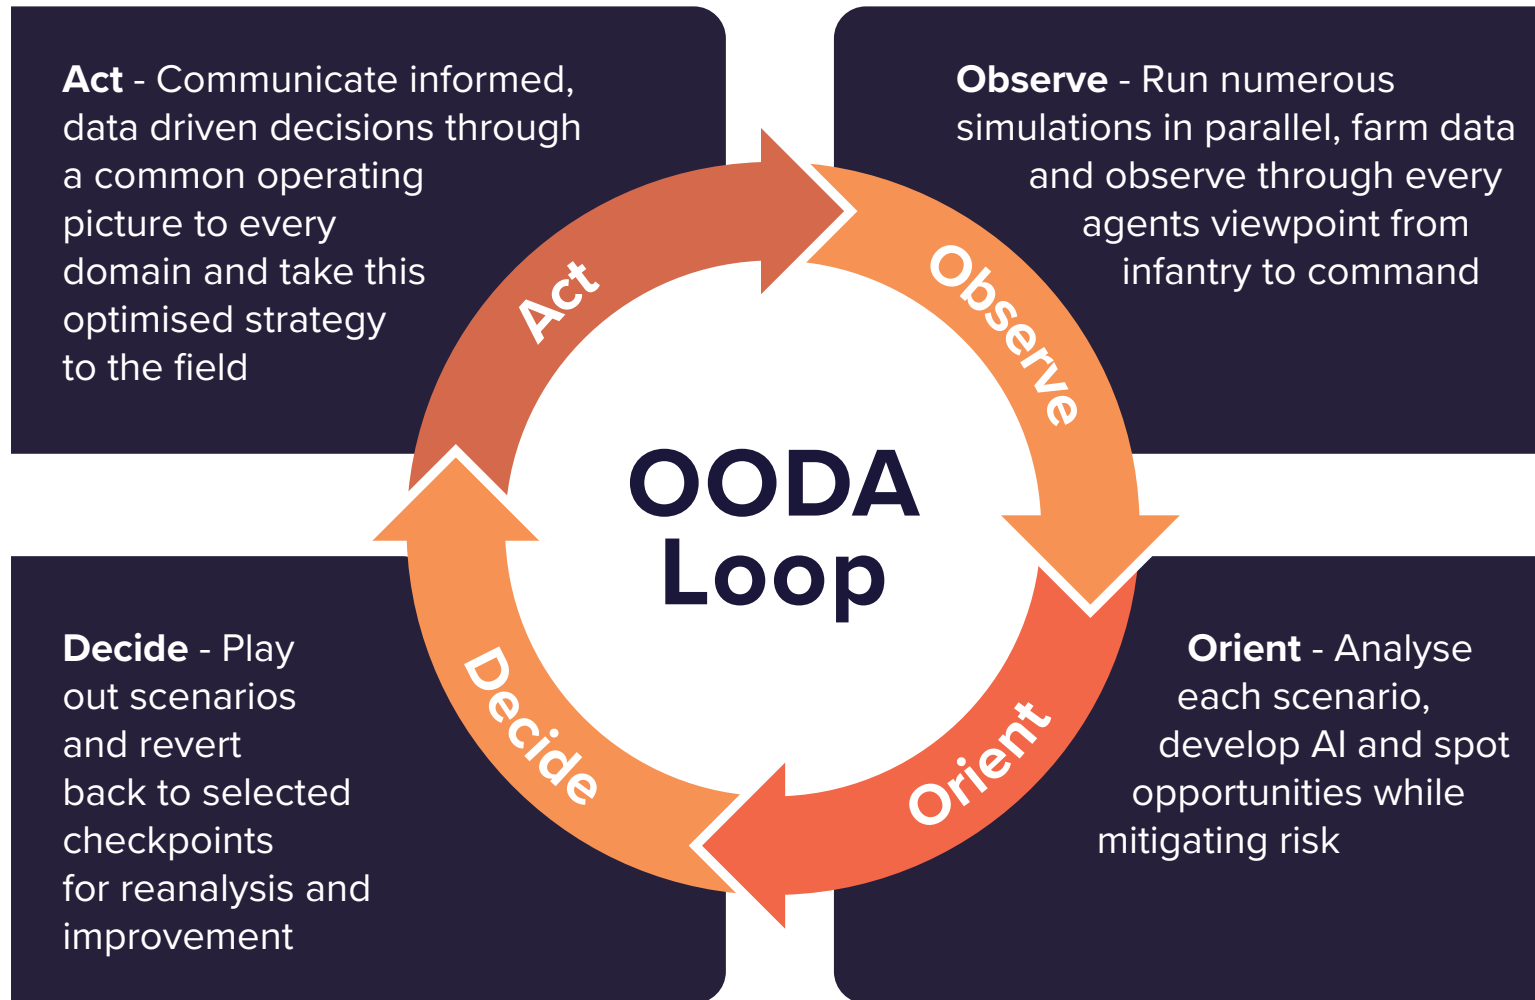 Act - Communicate informed,
data driven decisions through
a common operating
picture to every
domain and take this
optimised strategy
to the field
Observe - Run numerous
simulations in parallel, farm data
and observe through every
agents viewpoint from
infantry to command
Act
Observe
OODA
Loop
Decide
Orient
Decide - Play
out scenarios
and revert
back to selected
checkpoints
for reanalysis and
improvement
Orient - Analyse
each scenario,
develop AI and spot
opportunities while
mitigating risk